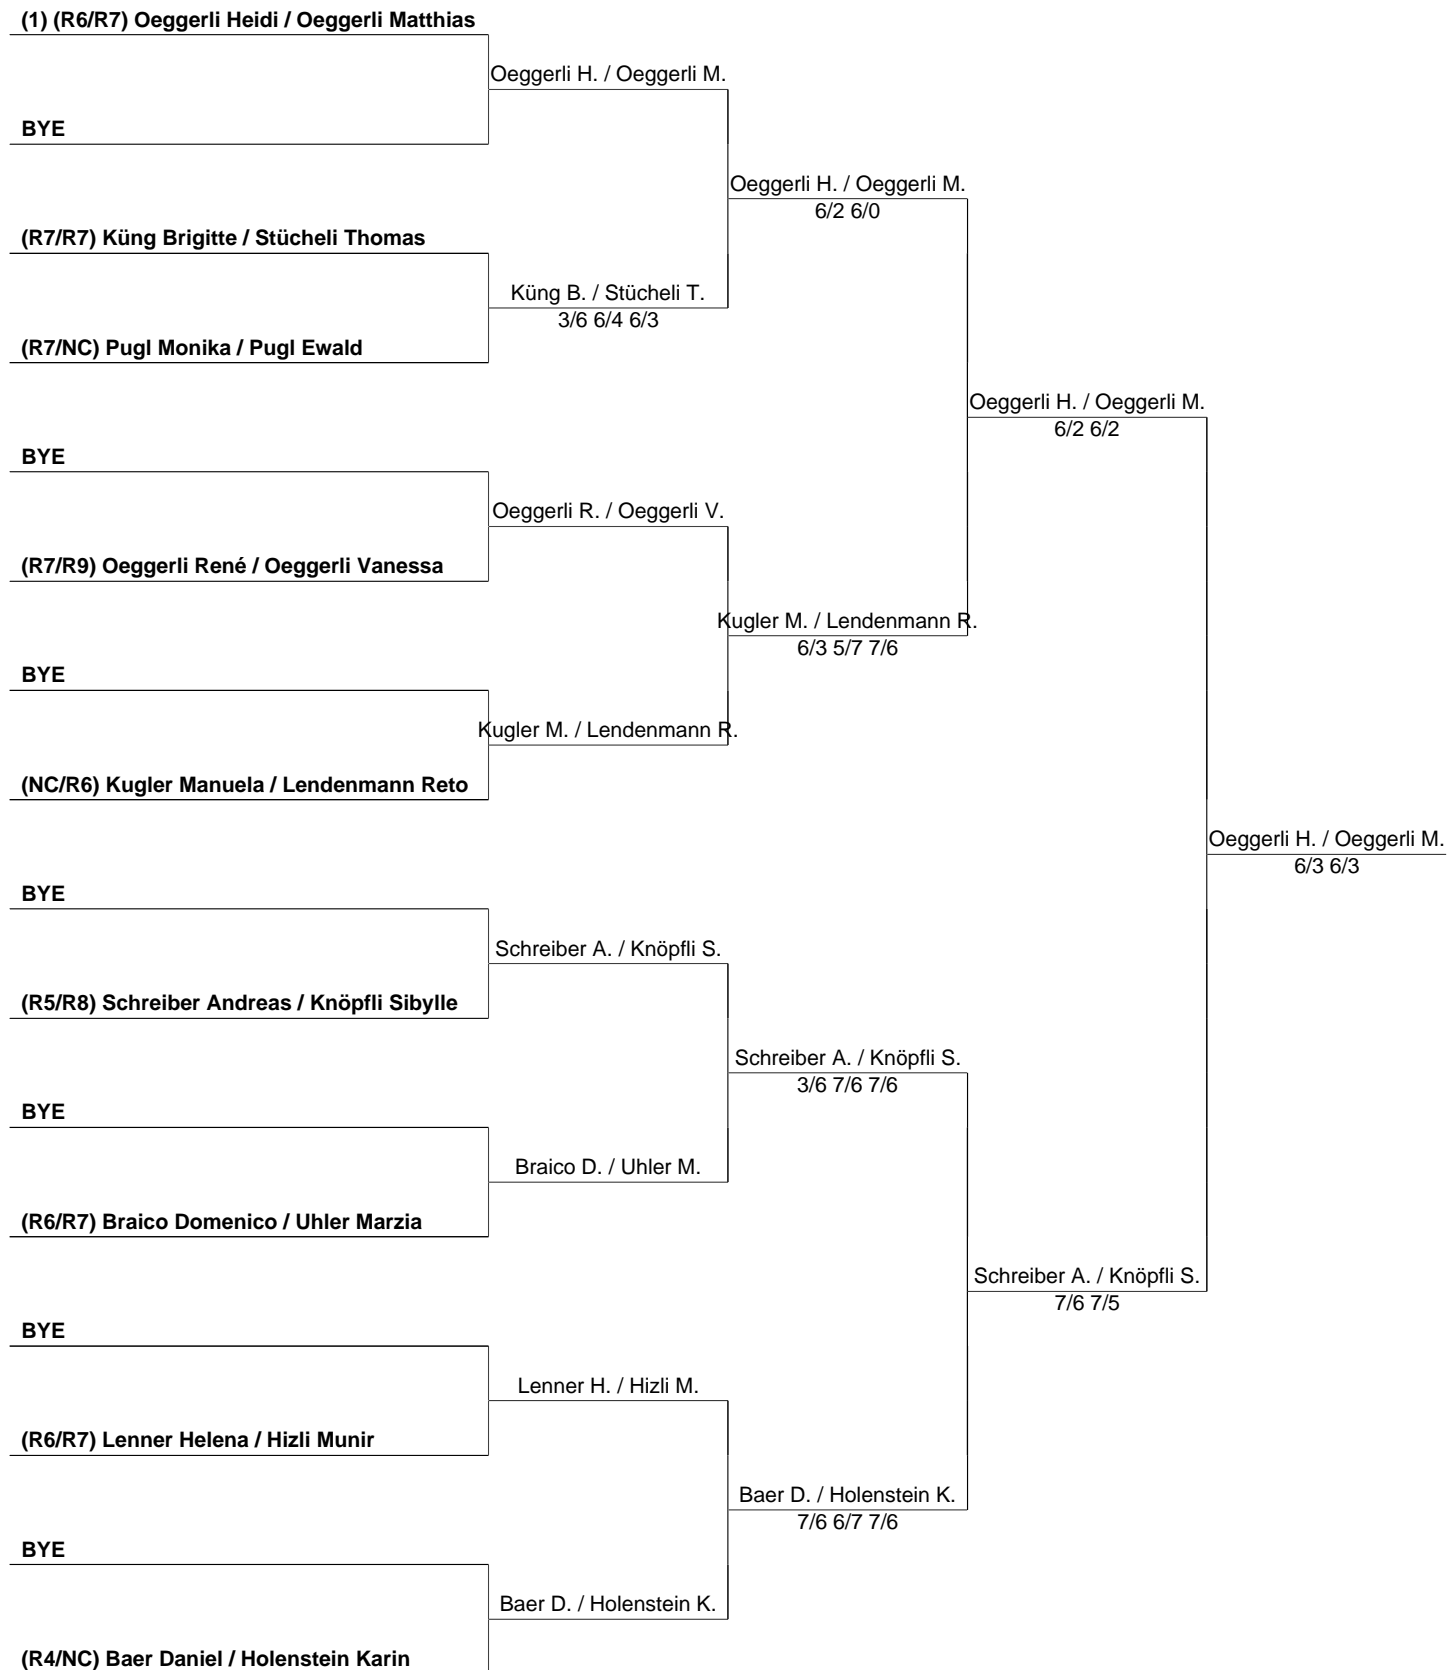 (1) (R6/R7) Oeggerli Heidi / Oeggerli Matthias
Oeggerli H. / Oeggerli M.
BYE
Oeggerli H. / Oeggerli M.
6/2 6/0
(R7/R7) Küng Brigitte / Stücheli Thomas
Küng B. / Stücheli T.
3/6 6/4 6/3
(R7/NC) Pugl Monika / Pugl Ewald
Oeggerli H. / Oeggerli M.
6/2 6/2
BYE
Oeggerli R. / Oeggerli V.
(R7/R9) Oeggerli René / Oeggerli Vanessa
Kugler M. / Lendenmann R.
6/3 5/7 7/6
BYE
Kugler M. / Lendenmann R.
(NC/R6) Kugler Manuela / Lendenmann Reto
Oeggerli H. / Oeggerli M.
6/3 6/3
BYE
Schreiber A. / Knöpfli S.
(R5/R8) Schreiber Andreas / Knöpfli Sibylle
Schreiber A. / Knöpfli S.
3/6 7/6 7/6
BYE
Braico D. / Uhler M.
(R6/R7) Braico Domenico / Uhler Marzia
Schreiber A. / Knöpfli S.
7/6 7/5
BYE
Lenner H. / Hizli M.
(R6/R7) Lenner Helena / Hizli Munir
Baer D. / Holenstein K.
7/6 6/7 7/6
BYE
Baer D. / Holenstein K.
(R4/NC) Baer Daniel / Holenstein Karin